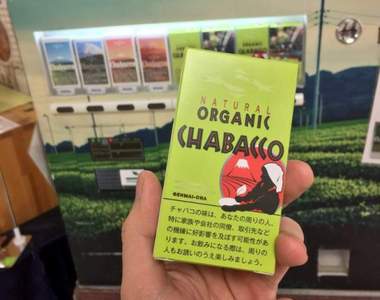 NATURAL
ORGANIC
CHABACCO
GENMAI-CHA
チャバコの味は、あなたの周りの人、
特に家族や会社の同僚、取引先など
の機嫌に好影響を及ぼす可能性があ
ります。お飲みになる際は、周りの
人もお誘いのうえ楽しみましょう。